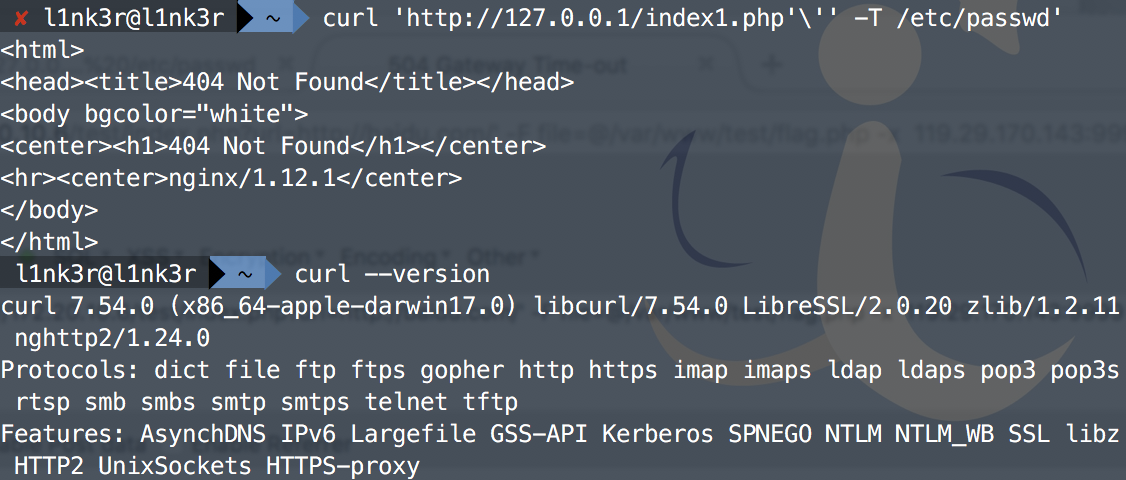 ✘ l1nk3r@l1nk3r ~ curl 'http://127.0.0.1/index1.php'\'' -T /etc/passwd'
<html>
<head><title>404 Not Found</title></head>
<body bgcolor="white">
<center><h1>404 Not Found</h1></center>
<hr><center>nginx/1.12.1</center>
</body>
</html>
l1nk3r@l1nk3r ~ curl --version
curl 7.54.0 (x86_64-apple-darwin17.0) libcurl/7.54.0 LibreSSL/2.0.20 zlib/1.2.11
nghttp2/1.24.0
Protocols: dict file ftp ftps gopher http https imap imaps ldap ldaps pop3 pop3s
rtsp smb smbs smtp smtps telnet tftp
Features: AsynchDNS IPv6 Largefile GSS-API Kerberos SPNEGO NTLM NTLM_WB SSL libz
HTTP2 UnixSockets HTTPS-proxy